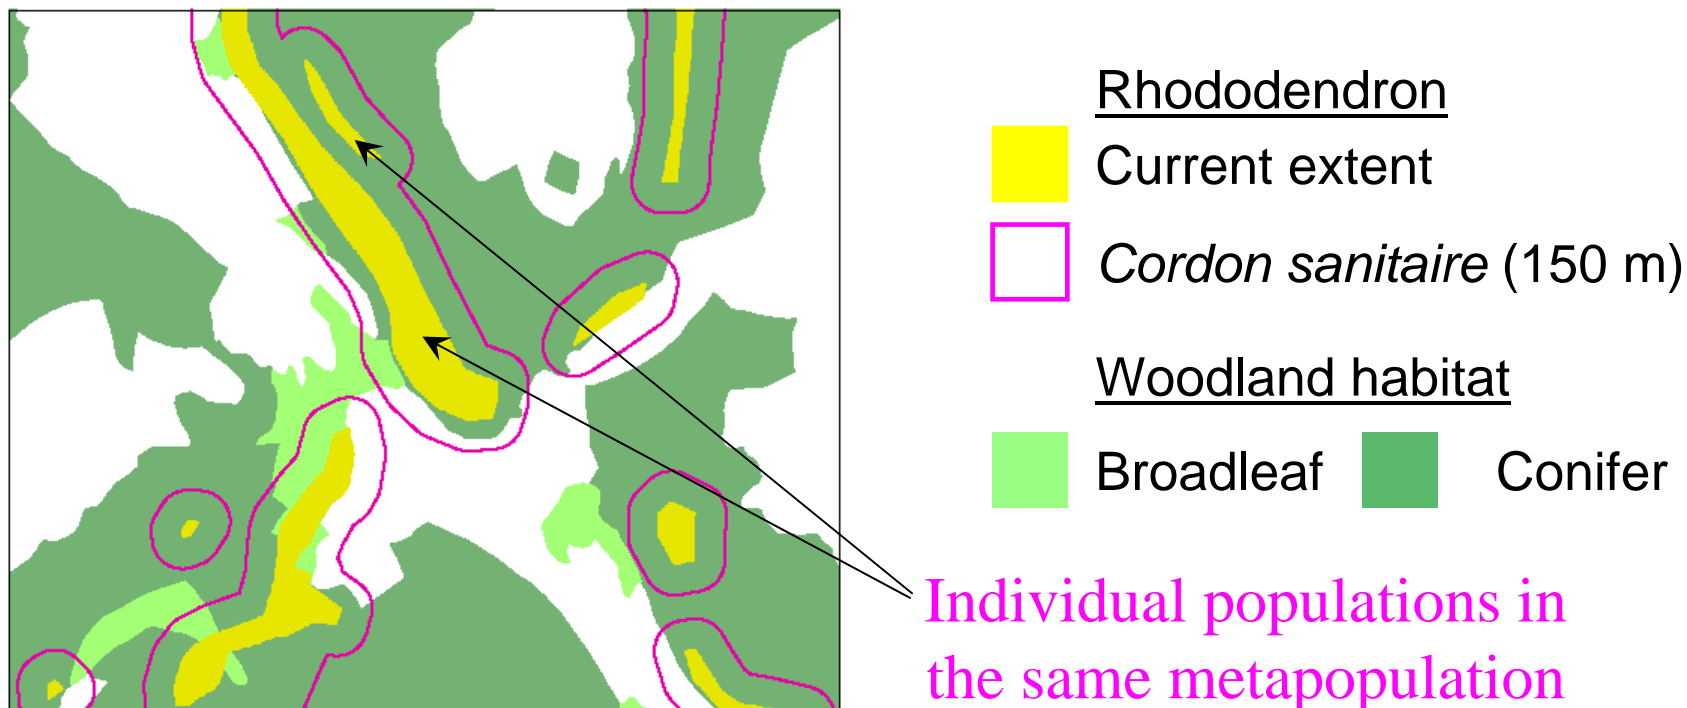 Rhododendron
Current extent
Cordon sanitaire (150 m)
Woodland habitat
Broadleaf Conifer
Individual populations in
the same metapopulation